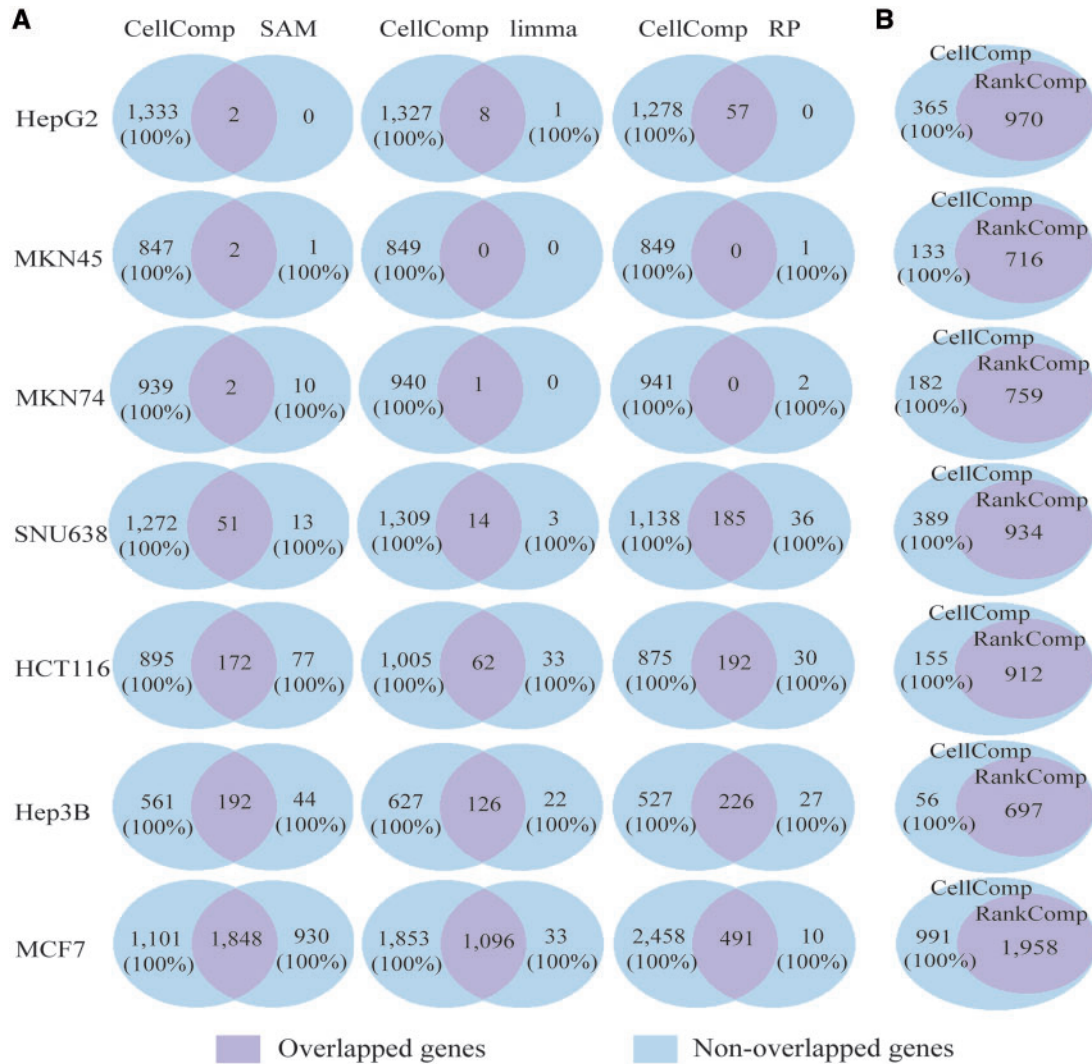 A B
CellComp SAM CellComp limma CellComp RP
HepG2
1,333 (100%) 2 0
1,327 (100%) 8 1 (100%)
1,278 (100%) 57 0
CellComp
RankComp
365 (100%) 970
MKN45
847 (100%) 2 1 (100%)
849 (100%) 0 0
849 (100%) 0 1 (100%)
CellComp
RankComp
133 (100%) 716
MKN74
939 (100%) 2 10 (100%)
940 (100%) 1 0
941 (100%) 0 2 (100%)
CellComp
RankComp
182 (100%) 759
SNU638
1,272 (100%) 51 13 (100%)
1,309 (100%) 14 3 (100%)
1,138 (100%) 185 36 (100%)
CellComp
RankComp
389 (100%) 934
HCT116
895 (100%) 172 77 (100%)
1,005 (100%) 62 33 (100%)
875 (100%) 192 30 (100%)
CellComp
RankComp
155 (100%) 912
Hep3B
561 (100%) 192 44 (100%)
627 (100%) 126 22 (100%)
527 (100%) 226 27 (100%)
CellComp
RankComp
56 (100%) 697
MCF7
1,101 (100%) 1,848 930 (100%)
1,853 (100%) 1,096 33 (100%)
2,458 (100%) 491 10 (100%)
CellComp
RankComp
991 (100%) 1,958
Overlapped genes
Non-overlapped genes